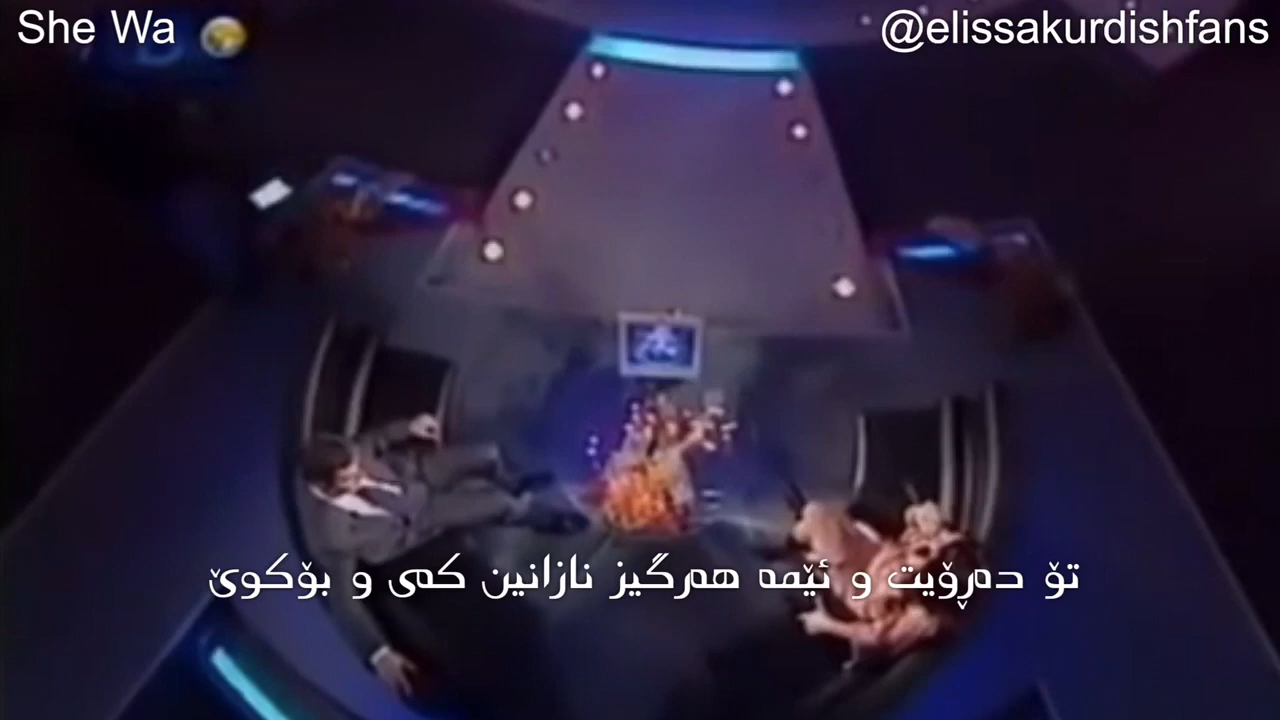 She Wa
@elissakurdishfans
تۆ دەڕۆیت و ئێمە هەرگیز نازانین کەی و بۆکوێ